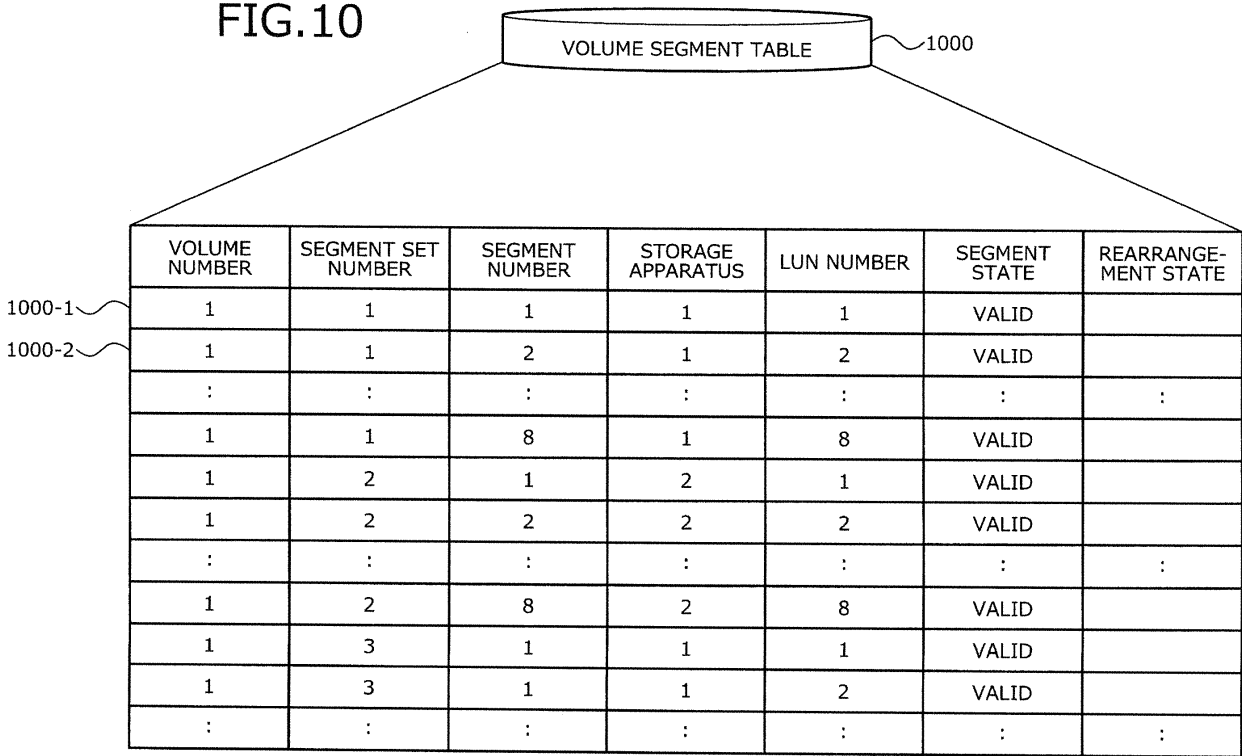 FIG.10
VOLUME SEGMENT TABLE
1000
VOLUME NUMBER SEGMENT SET NUMBER SEGMENT NUMBER STORAGE APPARATUS LUN NUMBER SEGMENT STATE REARRANGE-MENT STATE
1000-1 1 1 1 1 1 VALID
1000-2 1 1 2 1 2 VALID
: : : : : : :
1 1 8 1 8 VALID
1 2 1 2 1 VALID
1 2 2 2 2 VALID
: : : : : : :
1 2 8 2 8 VALID
1 3 1 1 1 VALID
1 3 1 1 2 VALID
: : : : : : :